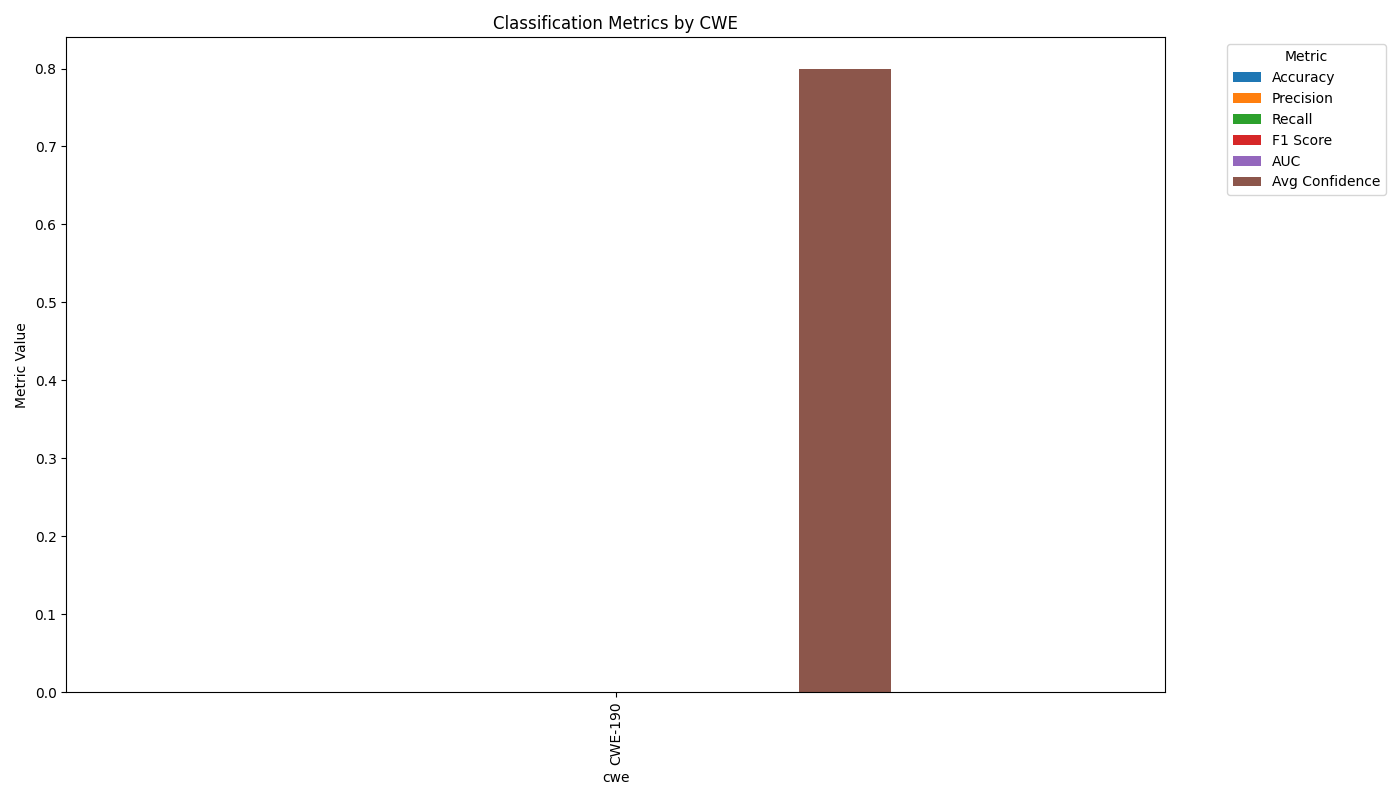 Classification Metrics by CWE
Metric
Accuracy
Precision
Recall
F1 Score
AUC
Avg Confidence
Metric Value
0.8
0.7
0.6
0.5
0.4
0.3
0.2
0.1
0.0
CWE-190
cwe